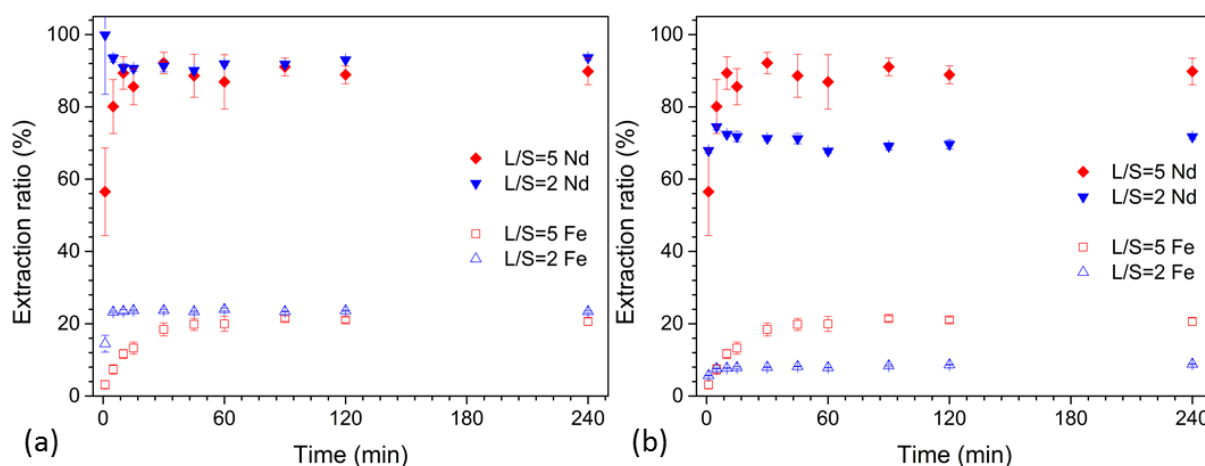 100
80
60
40
20
0
Extraction ratio (%)
L/S=5 Nd
L/S=2 Nd
L/S=5 Fe
L/S=2 Fe
0 60 120 180 240
Time (min)
(a)
100
80
60
40
20
0
Extraction ratio (%)
L/S=5 Nd
L/S=2 Nd
L/S=5 Fe
L/S=2 Fe
0 60 120 180 240
Time (min)
(b)